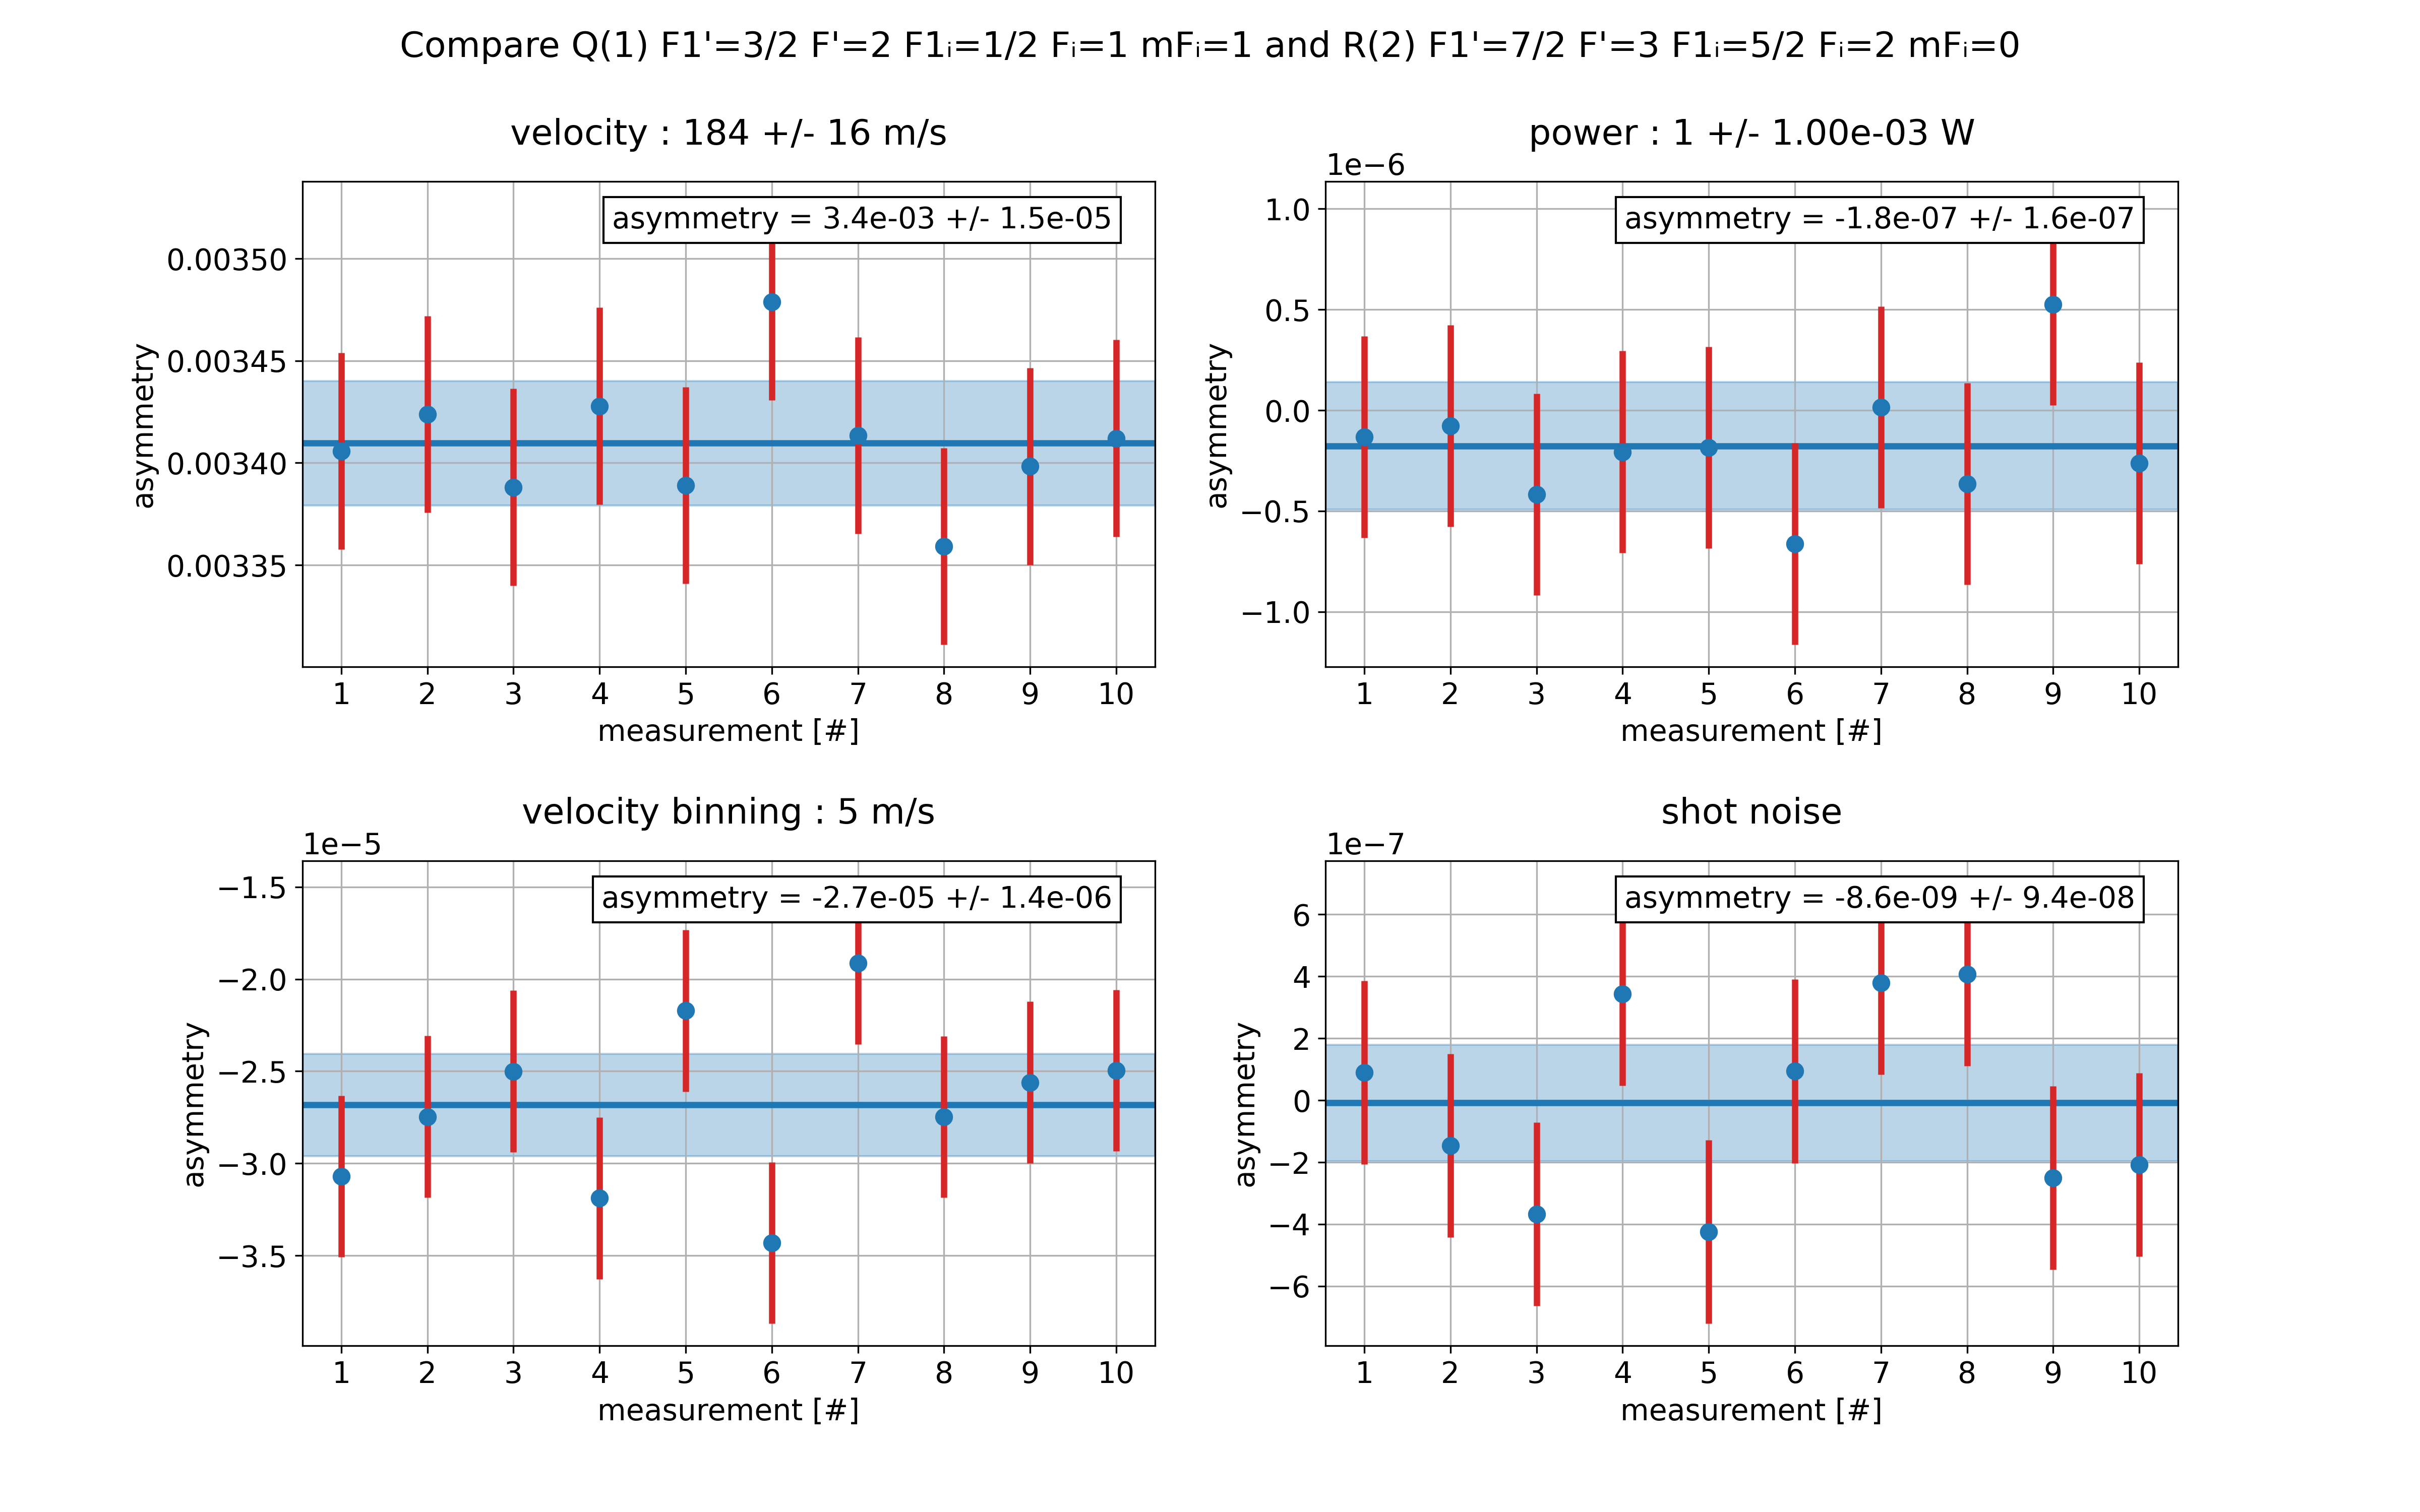 Compare Q(1) F1'=3/2 F'=2 F1ᵢ=1/2 Fᵢ=1 mFᵢ=1 and R(2) F1'=7/2 F'=3 F1ᵢ=5/2 Fᵢ=2 mFᵢ=0
velocity : 184 +/- 16 m/s
asymmetry = 3.4e-03 +/- 1.5e-05
0.00350
0.00345
0.00340
0.00335
asymmetry
1 2 3 4 5 6 7 8 9 10
measurement [#]
power : 1 +/- 1.00e-03 W
1e−6
asymmetry = -1.8e-07 +/- 1.6e-07
1.0
0.5
0.0
−0.5
−1.0
asymmetry
1 2 3 4 5 6 7 8 9 10
measurement [#]
velocity binning : 5 m/s
1e−5
asymmetry = -2.7e-05 +/- 1.4e-06
−1.5
−2.0
−2.5
−3.0
−3.5
asymmetry
1 2 3 4 5 6 7 8 9 10
measurement [#]
shot noise
1e−7
asymmetry = -8.6e-09 +/- 9.4e-08
6
4
2
0
−2
−4
−6
asymmetry
1 2 3 4 5 6 7 8 9 10
measurement [#]